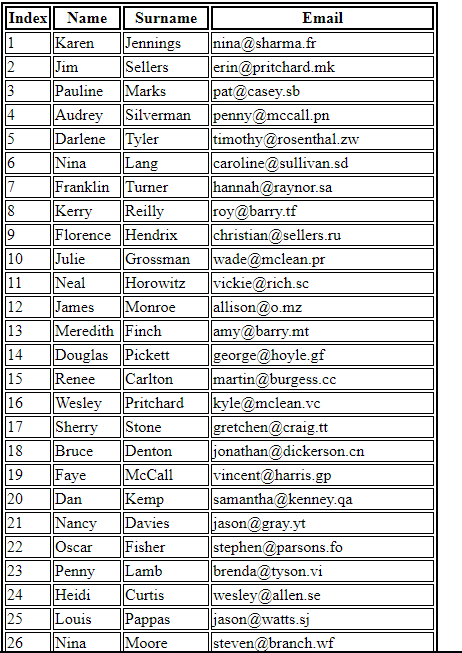 Index Name Surname Email
1 Karen Jennings nina@sharma.fr
2 Jim Sellers erin@pritchard.mk
3 Pauline Marks pat@casey.sb
4 Audrey Silverman penny@mccall.pn
5 Darlene Tyler timothy@rosenthal.zw
6 Nina Lang caroline@sullivan.sd
7 Franklin Turner hannah@raynor.sa
8 Kerry Reilly roy@barry.tf
9 Florence Hendrix christian@sellers.ru
10 Julie Grossman wade@mclean.pr
11 Neal Horowitz vickie@rich.sc
12 James Monroe allison@o.mz
13 Meredith Finch amy@barry.mt
14 Douglas Pickett george@hoyle.gf
15 Renee Carlton martin@burgess.cc
16 Wesley Pritchard kyle@mclean.vc
17 Sherry Stone gretchen@craig.tt
18 Bruce Denton jonathan@dickerson.cn
19 Faye McCall vincent@harris.gp
20 Dan Kemp samantha@kenney.qa
21 Nancy Davies jason@gray.yt
22 Oscar Fisher stephen@parsons.fo
23 Penny Lamb brenda@tyson.vi
24 Heidi Curtis wesley@allen.se
25 Louis Pappas jason@watts.sj
26 Nina Moore steven@branch.wf